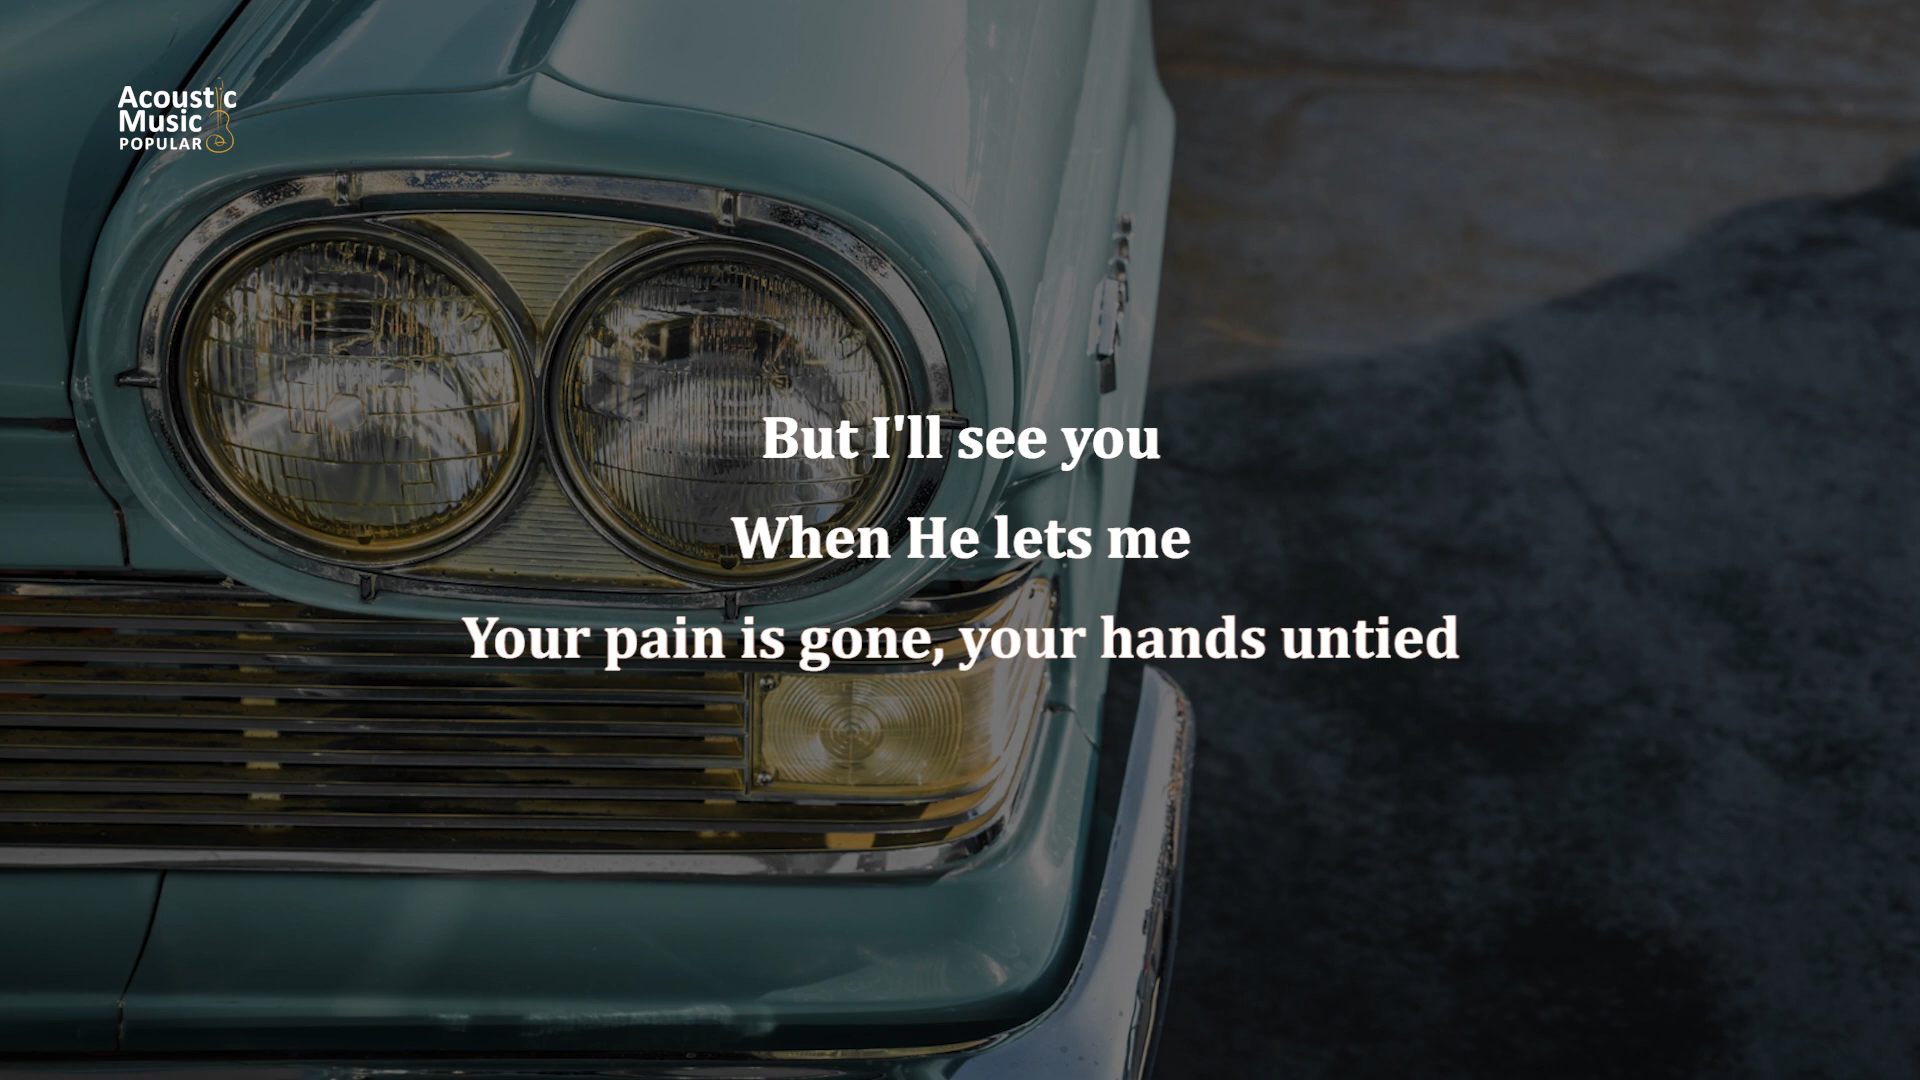 Acoustic
Music
POPULAR
But I'll see you
When He lets me
Your pain is gone, your hands untied